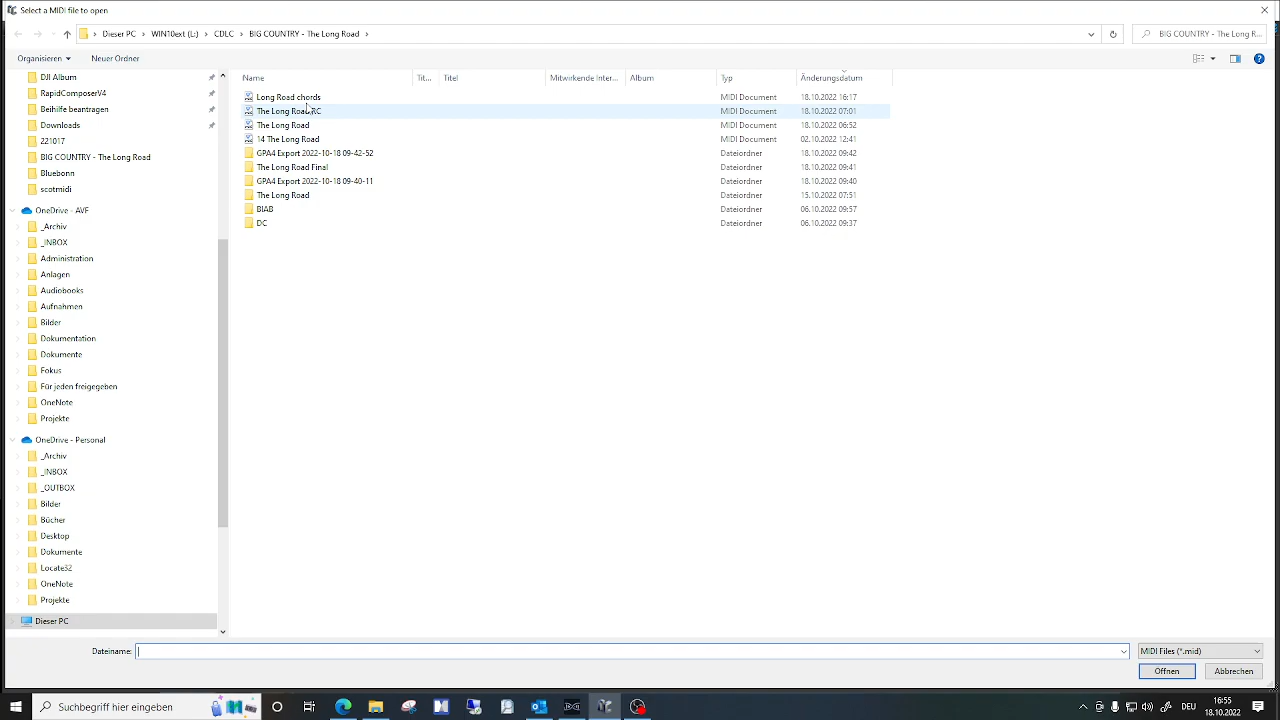 Select a MIDI file to open
Dieser PC WIN10ext (L:) CDLC BIG COUNTRY - The Long Road
BIG COUNTRY - The Long R...
Organisieren Neuer Ordner
Name Tit... Titel Mitwirkende Inter... Album Typ Änderungsdatum
Long Road chords MIDI Document 18.10.2022 16:17
The Long Road RC MIDI Document 18.10.2022 07:01
The Long Road MIDI Document 18.10.2022 06:52
14 The Long Road MIDI Document 02.10.2022 12:41
GPA4 Export 2022-10-18 09-42-52 Dateiordner 18.10.2022 09:42
The Long Road Final Dateiordner 18.10.2022 09:41
GPA4 Export 2022-10-18 09-40-11 Dateiordner 18.10.2022 09:40
The Long Road Dateiordner 15.10.2022 07:51
BIAB Dateiordner 06.10.2022 09:57
DC Dateiordner 06.10.2022 09:37
DJI Album
RapidComposerV4
Beihilfe beantragen
Downloads
221017
BIG COUNTRY - The Long Road
Bluebonn
scotmidi
OneDrive - AVF
_Archiv
_INBOX
Administration
Anlagen
Audiobooks
Aufnahmen
Bilder
Dokumentation
Dokumente
Fokus
Für jeden freigegeben
OneNote
Projekte
OneDrive - Personal
_Archiv
_INBOX
_OUTBOX
Bilder
Bücher
Desktop
Dokumente
Locate32
OneNote
Projekte
Dieser PC
Dateiname:
MIDI Files (*.mid)
Öffnen Abbrechen
Suchbegriff hier eingeben
DEU
16:55
18.10.2022